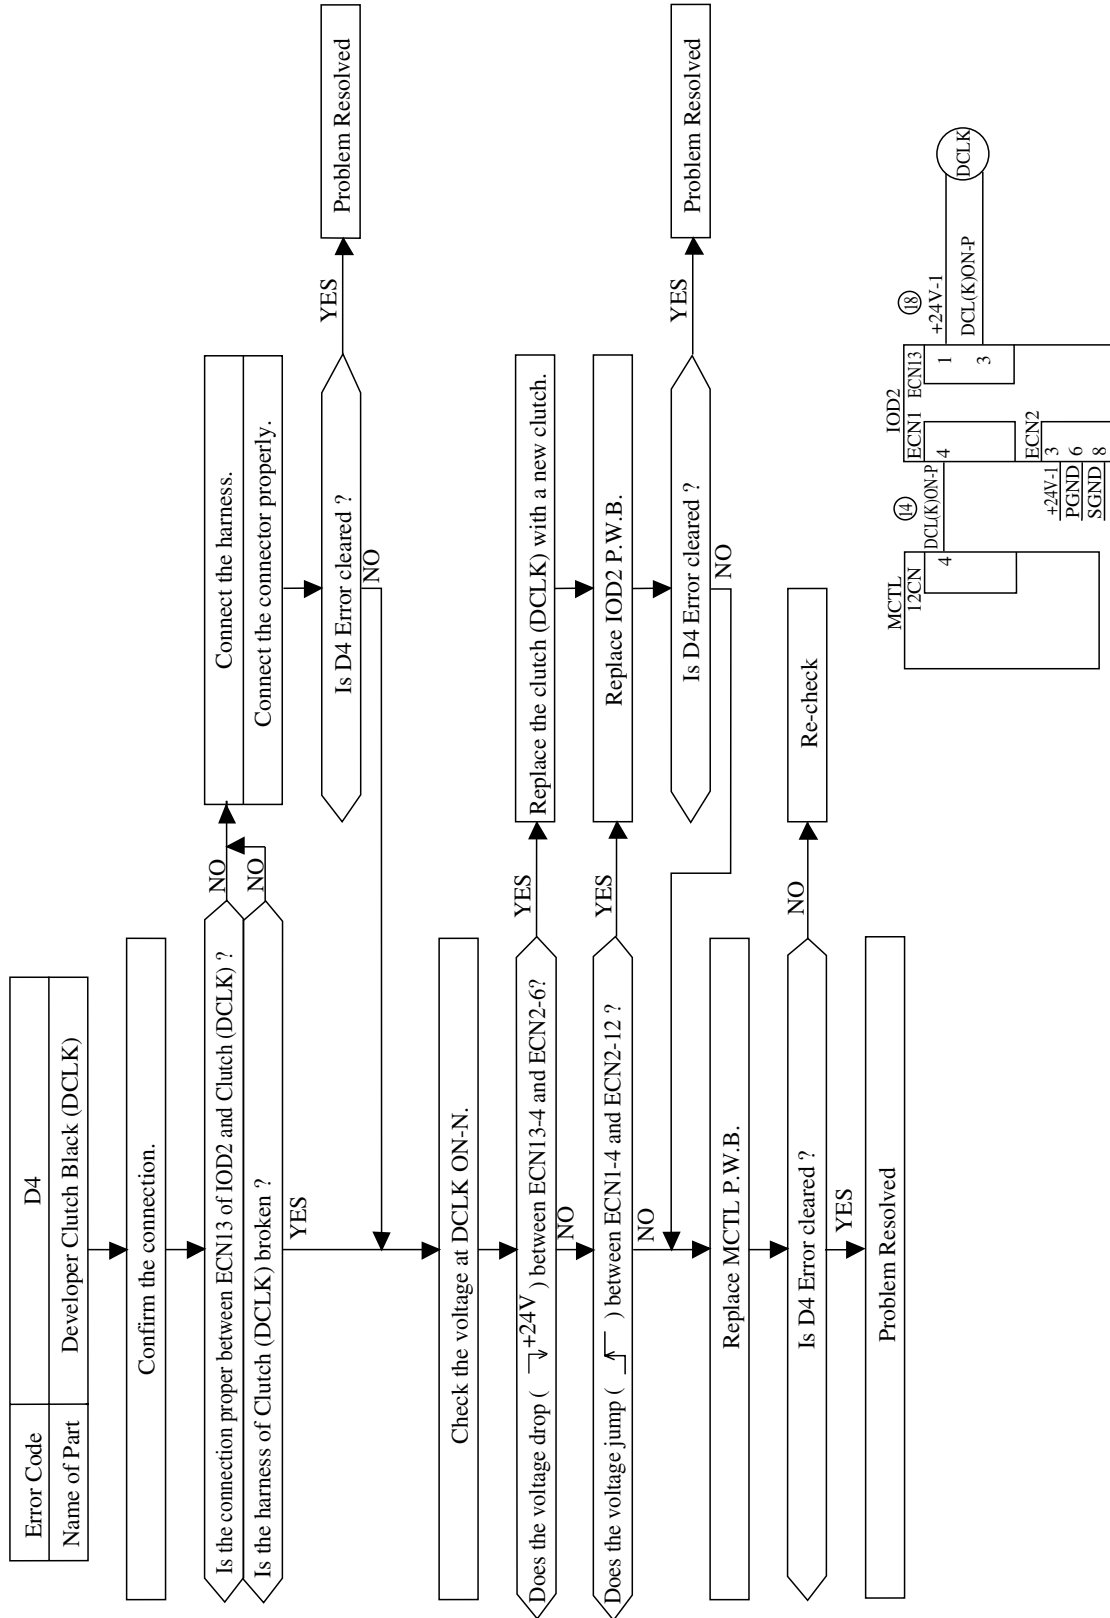 Error Code D4
Name of Part Developer Clutch Black (DCLK)
Confirm the connection.
Is the connection proper between ECN13 of IOD2 and Clutch (DCLK) ?
NO
Is the harness of Clutch (DCLK) broken ?
NO
YES
Connect the harness.
Connect the connector properly.
Is D4 Error cleared ?
YES
Problem Resolved
NO
Check the voltage at DCLK ON-N.
Does the voltage drop ( +24V ) between ECN13-4 and ECN2-6?
YES
Replace the clutch (DCLK) with a new clutch.
NO
Does the voltage jump ( ) between ECN1-4 and ECN2-12 ?
YES
Replace IOD2 P.W.B.
NO
Is D4 Error cleared ?
YES
Problem Resolved
NO
Replace MCTL P.W.B.
Is D4 Error cleared ?
NO
Re-check
YES
Problem Resolved
MCTL
12CN
4
14
DCL(K)ON-P
IOD2
ECN1
4
ECN13
1
3
18
+24V-1
DCL(K)ON-P
DCLK
ECN2
+24V-1 3
PGND 6
SGND 8